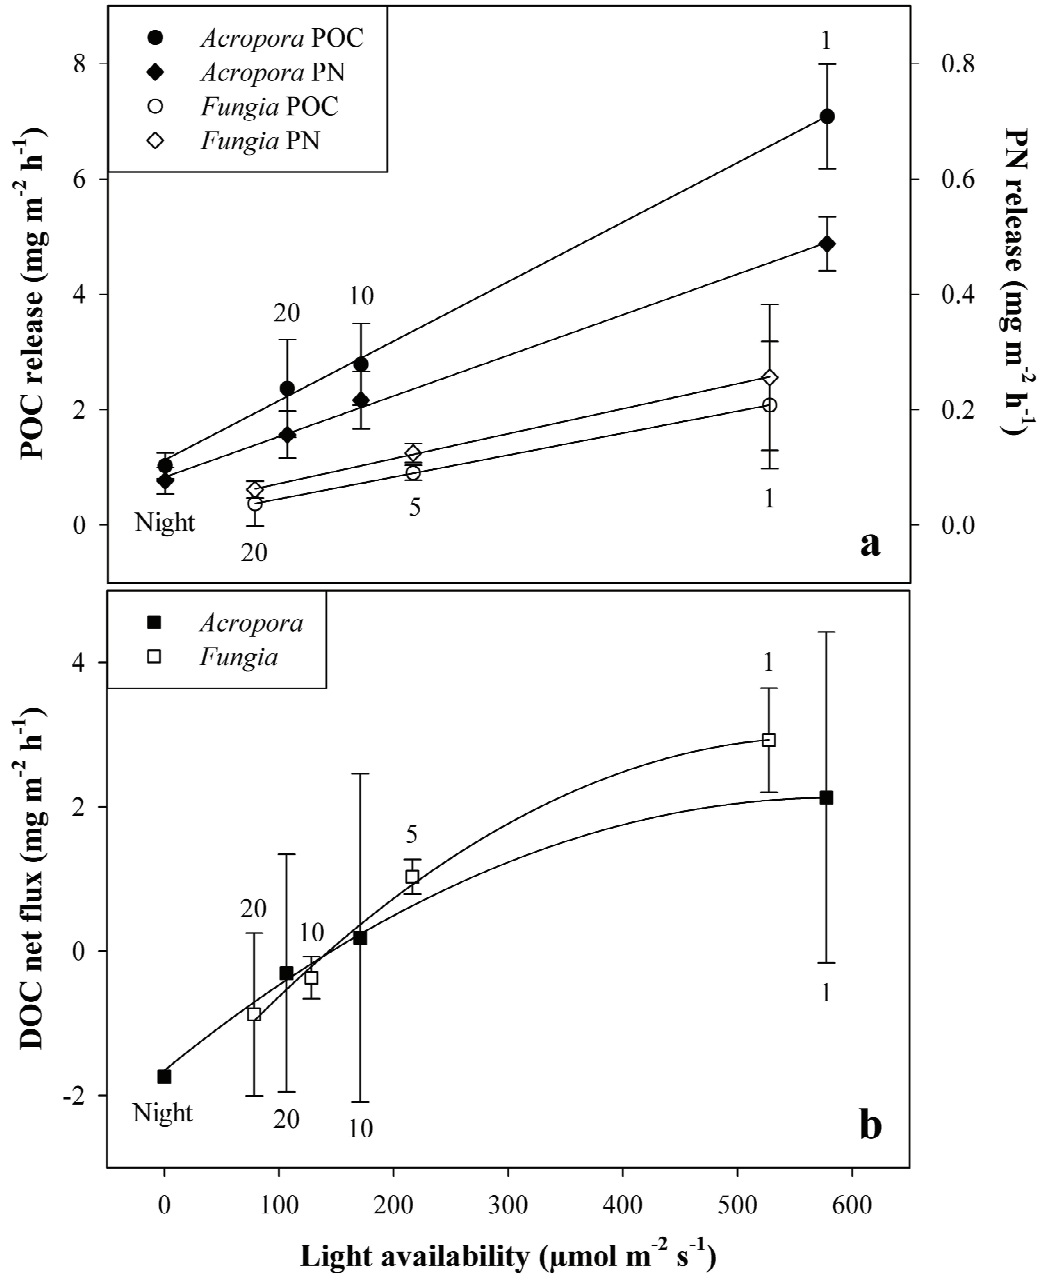 Acropora POC
Acropora PN
Fungia POC
Fungia PN
8
6
4
2
0
POC release (mg m⁻² h⁻¹)
0.8
0.6
0.4
0.2
0.0
PN release (mg m⁻² h⁻¹)
1
20
10
Night
20
5
1
a
Acropora
Fungia
4
2
0
-2
DOC net flux (mg m⁻² h⁻¹)
1
5
20
10
1
Night
20
10
b
0
100
200
300
400
500
600
Light availability (µmol m⁻² s⁻¹)